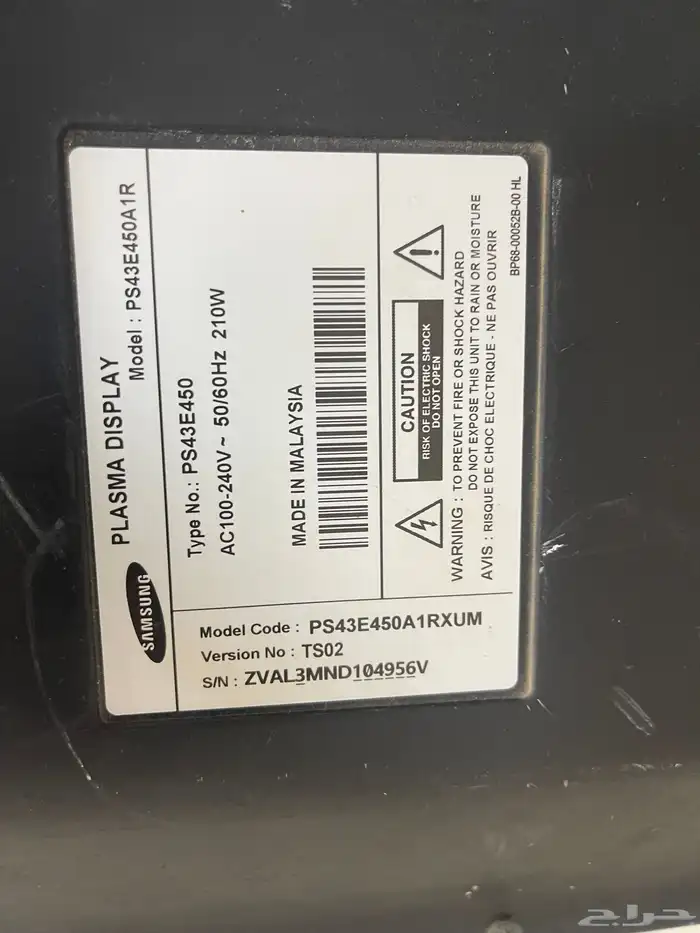 SAMSUNG
PLASMA DISPLAY
Model : PS43E450A1R
Type No.: PS43E450
AC100-240V~ 50/60Hz 210W
MADE IN MALAYSIA
CAUTION
RISK OF ELECTRIC SHOCK
DO NOT OPEN
WARNING : TO PREVENT FIRE OR SHOCK HAZARD
DO NOT EXPOSE THIS UNIT TO RAIN OR MOISTURE
AVIS : RISQUE DE CHOC ELECTRIQUE - NE PAS OUVRIR
BP68-00052B-00 HL
Model Code : PS43E450A1RXUM
Version No : TS02
S/N : ZVAL3MND104956V
حراج